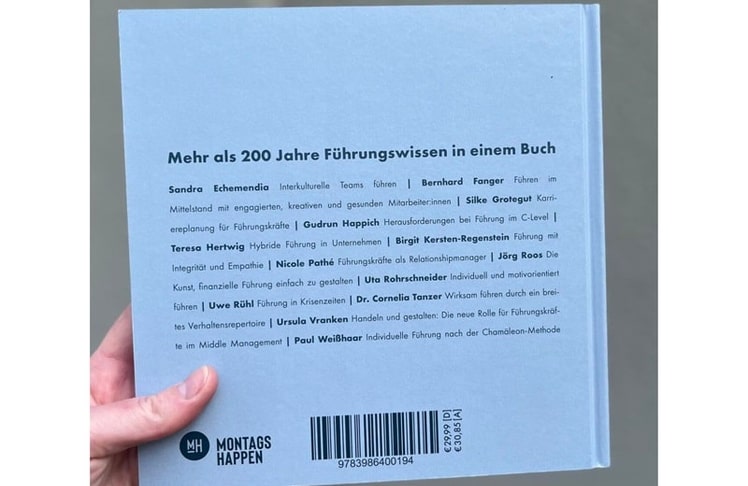 Mehr als 200 Jahre Führungswissen in einem Buch
Sandra Echemendia Interkulturelle Teams führen | Bernhard Fanger Führen im
Mittelstand mit engagierten, kreativen und gesunden Mitarbeiter:innen | Silke Grotegut Karri-
ereplanung für Führungskräfte | Gudrun Happich Herausforderungen bei Führung im C-Level |
Teresa Hertwig Hybride Führung in Unternehmen | Birgit Kersten-Regenstein Führung mit
Integrität und Empathie | Nicole Pathé Führungskräfte als Relationshipmanager | Jörg Roos Die
Kunst, finanzielle Führung einfach zu gestalten | Uta Rohrschneider Individuell und motivorientiert
führen | Uwe Rühl Führung in Krisenzeiten | Dr. Cornelia Tanzer Wirksam führen durch ein brei-
tes Verhaltensrepertoire | Ursula Vranken Handeln und gestalten: Die neue Rolle für Führungskräf-
te im Middle Management | Paul Weißhaar Individuelle Führung nach der Chamäleon-Methode
MH
MONTAGS
HAPPEN
9783986400194
€29,99 [D]
€30,85 [A]